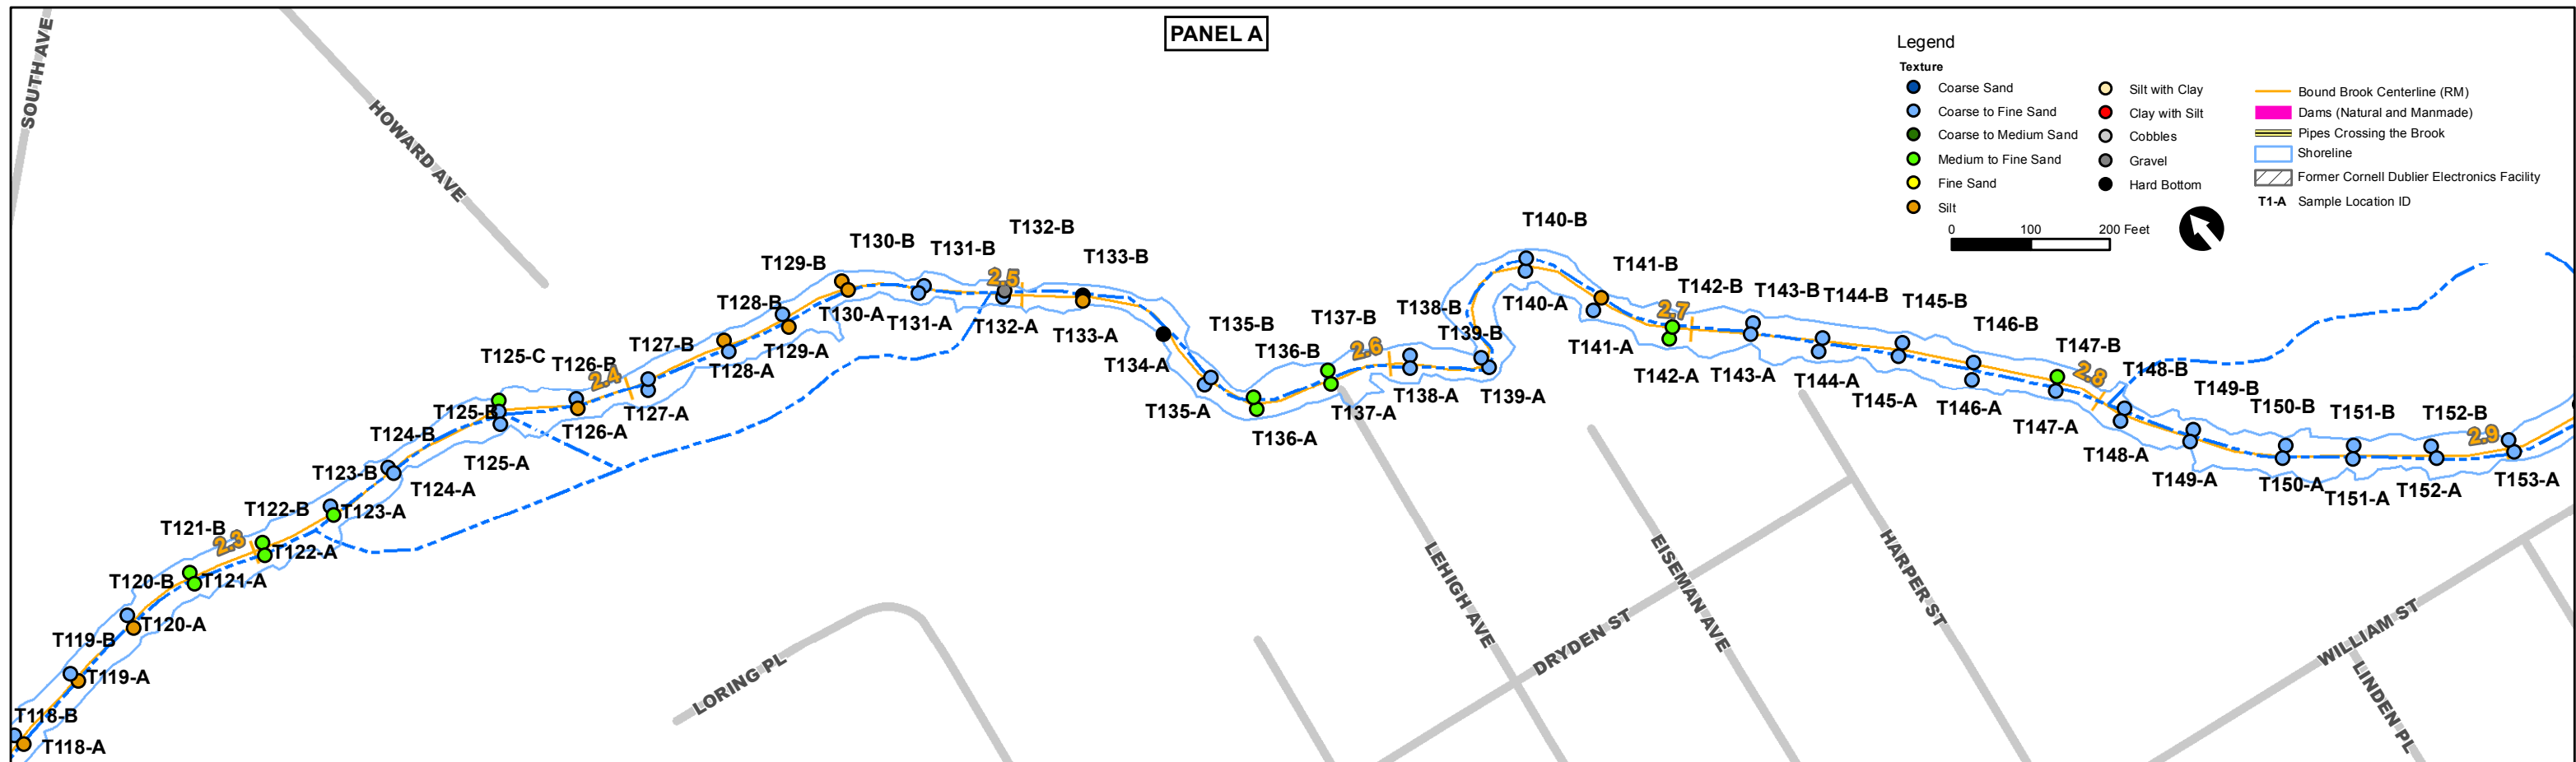 PANEL A
SOUTH AVE
HOWARD AVE
Legend
Texture
Coarse Sand
Coarse to Fine Sand
Coarse to Medium Sand
Medium to Fine Sand
Fine Sand
Silt
Silt with Clay
Clay with Silt
Cobbles
Gravel
Hard Bottom
Bound Brook Centerline (RM)
Dams (Natural and Manmade)
Pipes Crossing the Brook
Shoreline
Former Cornell Dublier Electronics Facility
T1-A Sample Location ID
0 100 200 Feet
T118-B
T118-A
T119-B
T119-A
T120-B
T120-A
T121-B
T121-A
2.3
T122-B
T122-A
T123-B
T123-A
T124-B
T124-A
T125-C
T125-B
T125-A
T126-B
T126-A
2.4
T127-B
T127-A
T128-B
T128-A
T129-B
T129-A
T130-B
T130-A
T131-B
T131-A
2.5
T132-B
T132-A
T133-B
T133-A
T134-A
T135-B
T135-A
T136-B
T136-A
T137-B
T137-A
2.6
T138-B
T138-A
T139-B
T139-A
T140-B
T140-A
T141-B
T141-A
2.7
T142-B
T142-A
T143-B
T143-A
T144-B
T144-A
T145-B
T145-A
T146-B
T146-A
T147-B
T147-A
2.8
T148-B
T148-A
T149-B
T149-A
T150-B
T150-A
T151-B
T151-A
T152-B
T152-A
2.9
T153-A
LORING PL
LEHIGH AVE
DRYDEN ST
EISEMAN AVE
HARPER ST
WILLIAM ST
LINDEN PL